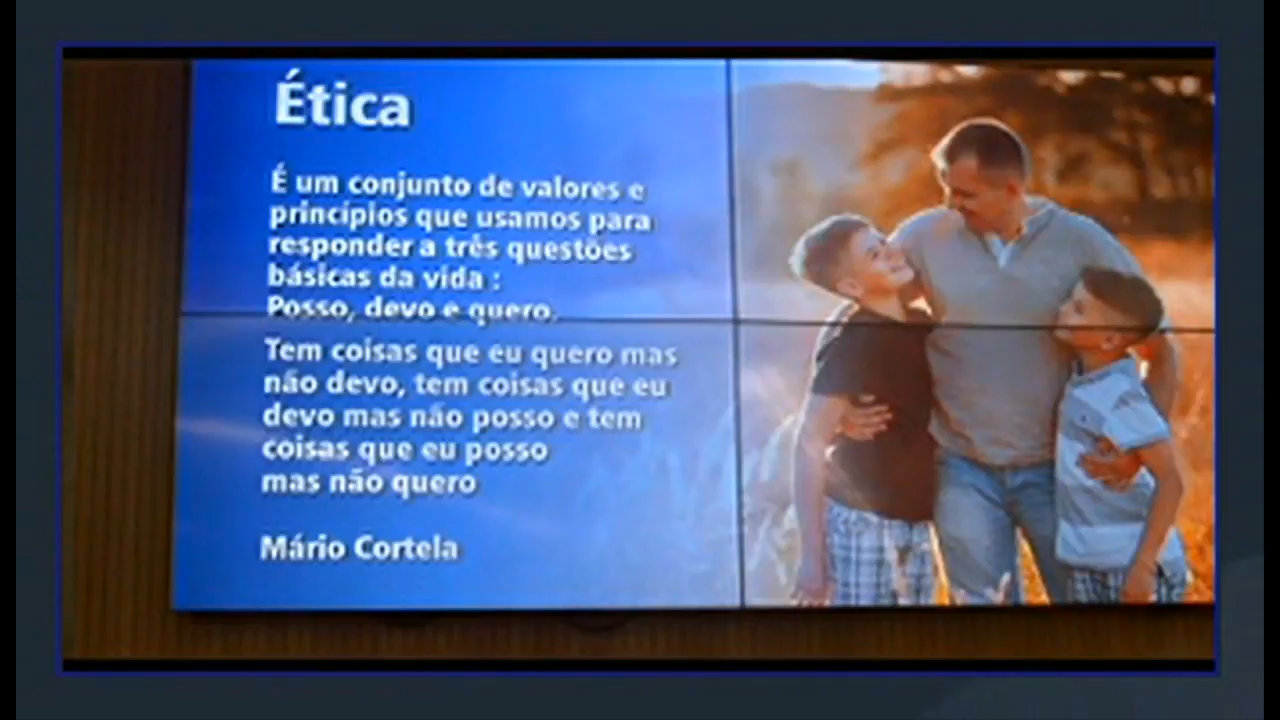 Ética
É um conjunto de valores e
princípios que usamos para
responder a três questões
básicas da vida :
Posso, devo e quero.
Tem coisas que eu quero mas
não devo, tem coisas que eu
devo mas não posso e tem
coisas que eu posso
mas não quero
Mário Cortela